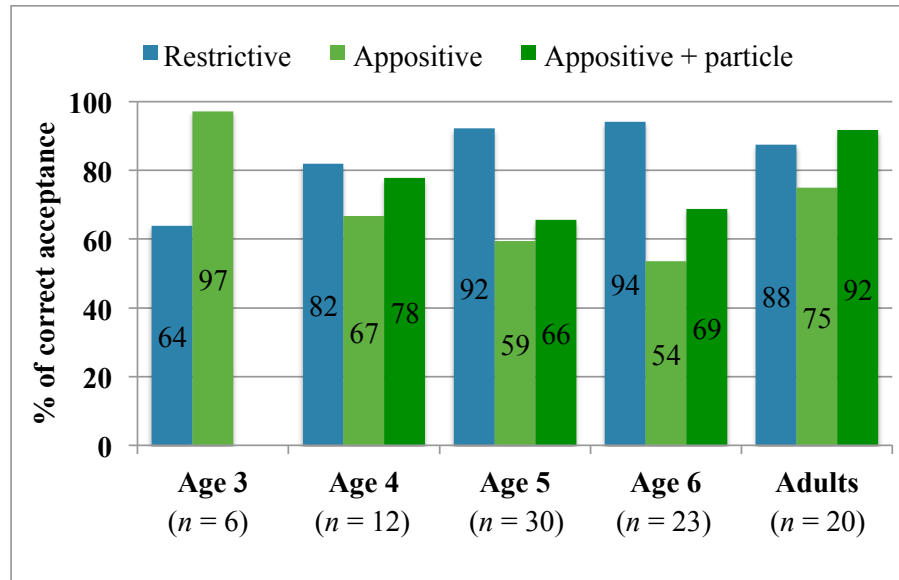 Restrictive Appositive Appositive + particle
% of correct acceptance
100
80
60
40
20
0
64 97
82 67 78
92 59 66
94 54 69
88 75 92
Age 3 Age 4 Age 5 Age 6 Adults
(n = 6) (n = 12) (n = 30) (n = 23) (n = 20)